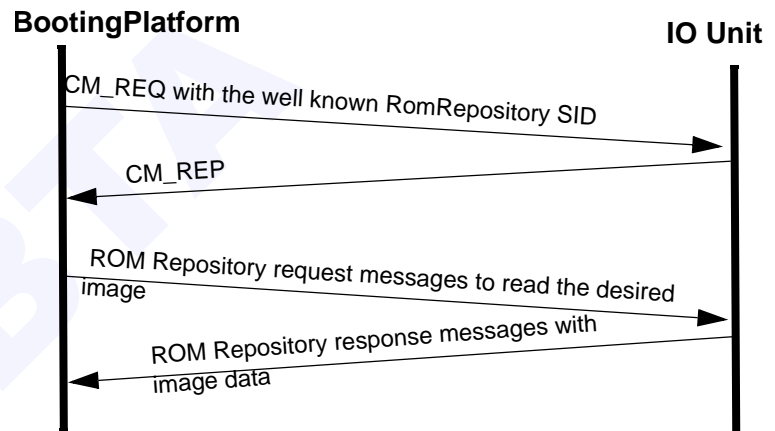 BootingPlatform
IO Unit
CM_REQ with the well known RomRepository SID
CM_REP
ROM Repository request messages to read the desired
image
ROM Repository response messages with
image data
BTA